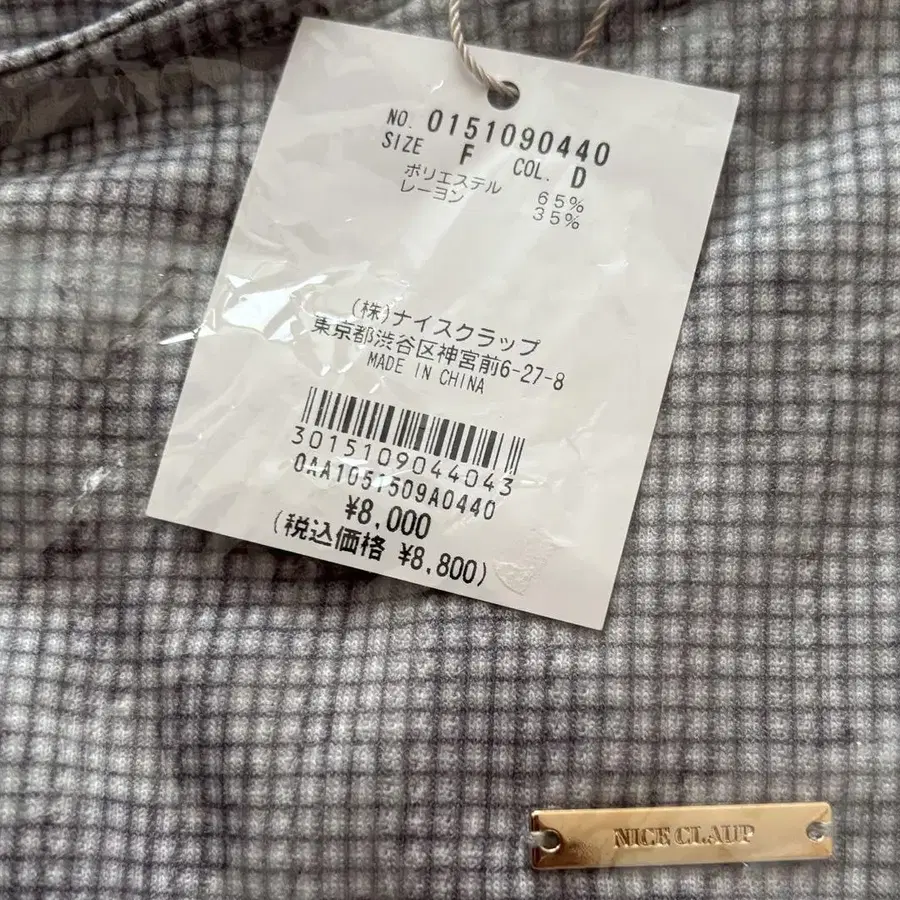 NO. 0151090440
SIZE F COL. D
ポリエステル 65%
レーヨン 35%
(株)ナイスクラップ
東京都渋谷区神宮前6-27-8
MADE IN CHINA
3015109044043
0AA1051509A0440
¥8,000
(税込価格 ¥8,800)
NICE CLAUP